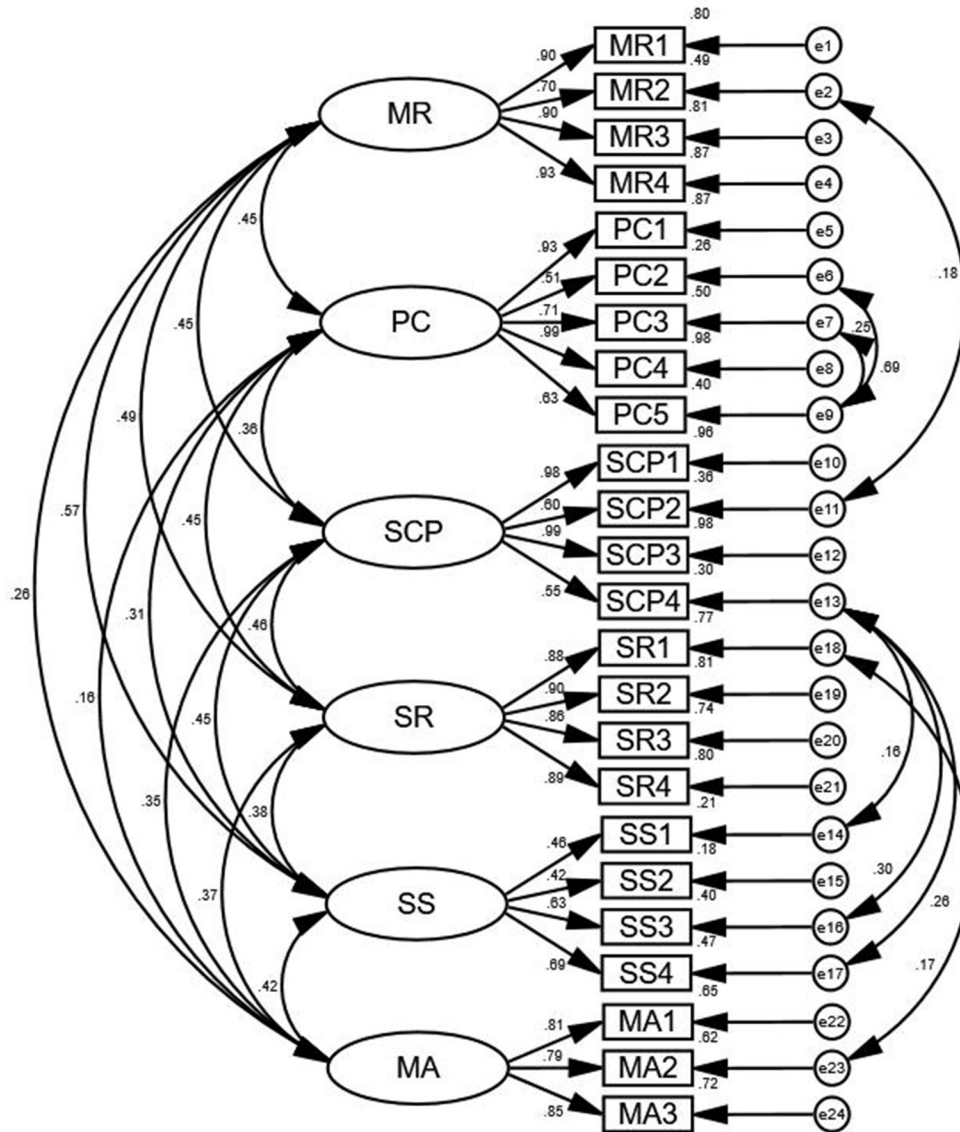 .80
MR1 e1
.90 .49
MR2 e2
.70 .81
MR
MR3 e3
.90 .87
MR4 e4
.93 .87
.45
PC1 e5
.93 .26
.18
PC2 e6
.51 .50
PC
PC3 e7 .25
.71 .98
.45
PC4 e8 .69
.99 .40
PC5 e9
.63 .96
.49 .36
SCP1 e10
.98 .36
SCP2 e11
.60 .98
.57 .45
SCP
SCP3 e12
.99 .30
SCP4 e13
.55 .77
.26 .31 .46
SR1 e18
.88 .81
SR2 e19
.90 .74
.16 .45
SR
SR3 e20 .16
.86 .80
SR4 e21
.89 .21
.35 .38
SS1 e14
.46 .18
.30
SS2 e15
.42 .40
.37
SS
SS3 e16 .26
.63 .47
SS4 e17 .17
.69 .65
.42
MA1 e22
.81 .62
MA
MA2 e23
.79 .72
MA3 e24
.85